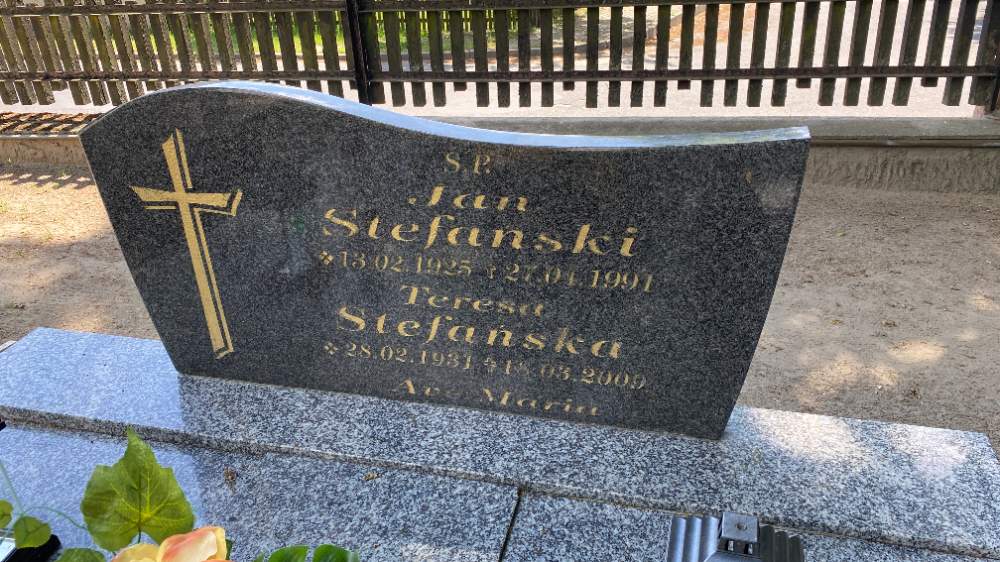 Ś.P.
Jan
Stefański
13.02.1925 27.04.1991
Teresa
Stefańska
28.02.1931 18.03.2009
Ave Maria